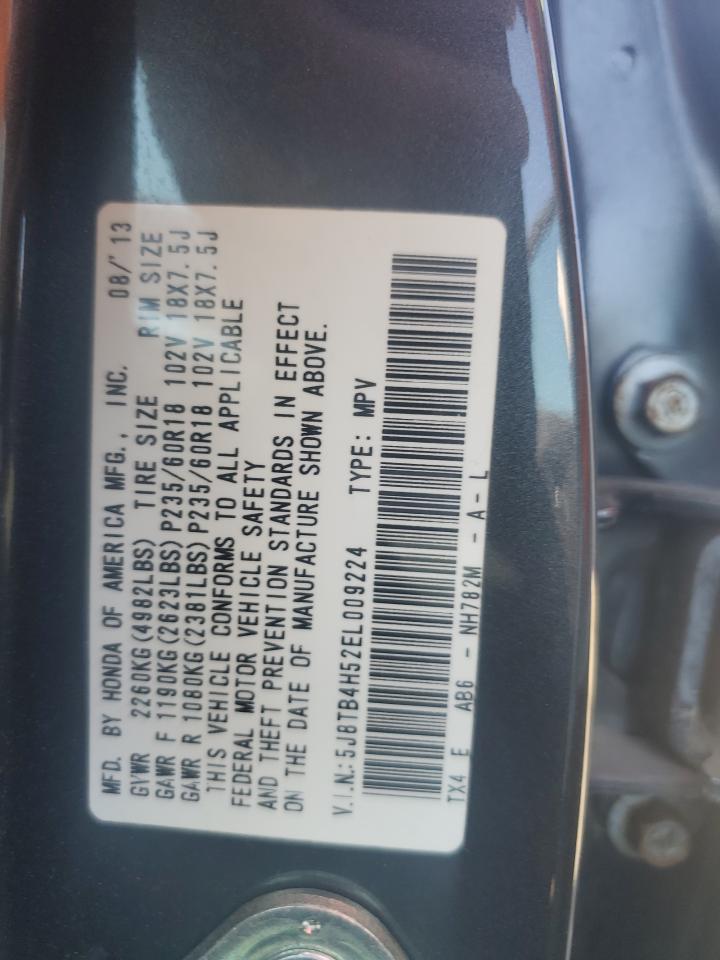 MFD. BY HONDA OF AMERICA MFG., INC. 08/'13
GVWR 2260KG(4982LBS) TIRE SIZE RIM SIZE
GAWR F 1190KG(2623LBS) P235/60R18 102V 18X7.5J
GAWR R 1080KG(2381LBS) P235/60R18 102V 18X7.5J
THIS VEHICLE CONFORMS TO ALL APPLICABLE
FEDERAL MOTOR VEHICLE SAFETY
AND THEFT PREVENTION STANDARDS IN EFFECT
ON THE DATE OF MANUFACTURE SHOWN ABOVE.
V.I.N.: 5J8TB4H52EL009224 TYPE: MPV
TX4 E AB6 - NH782M - A - L